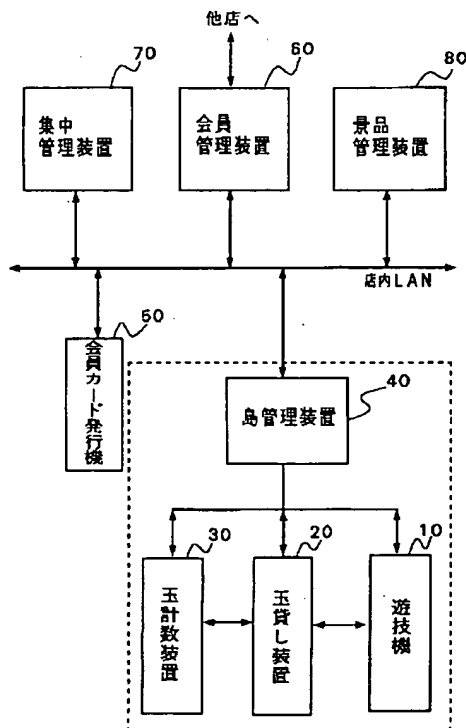 他店へ
70
60
80
集中
管理装置
会員
管理装置
景品
管理装置
店内LAN
50
会員カード発行機
40
島管理装置
30
20
10
玉計数装置
玉貸し装置
遊技機